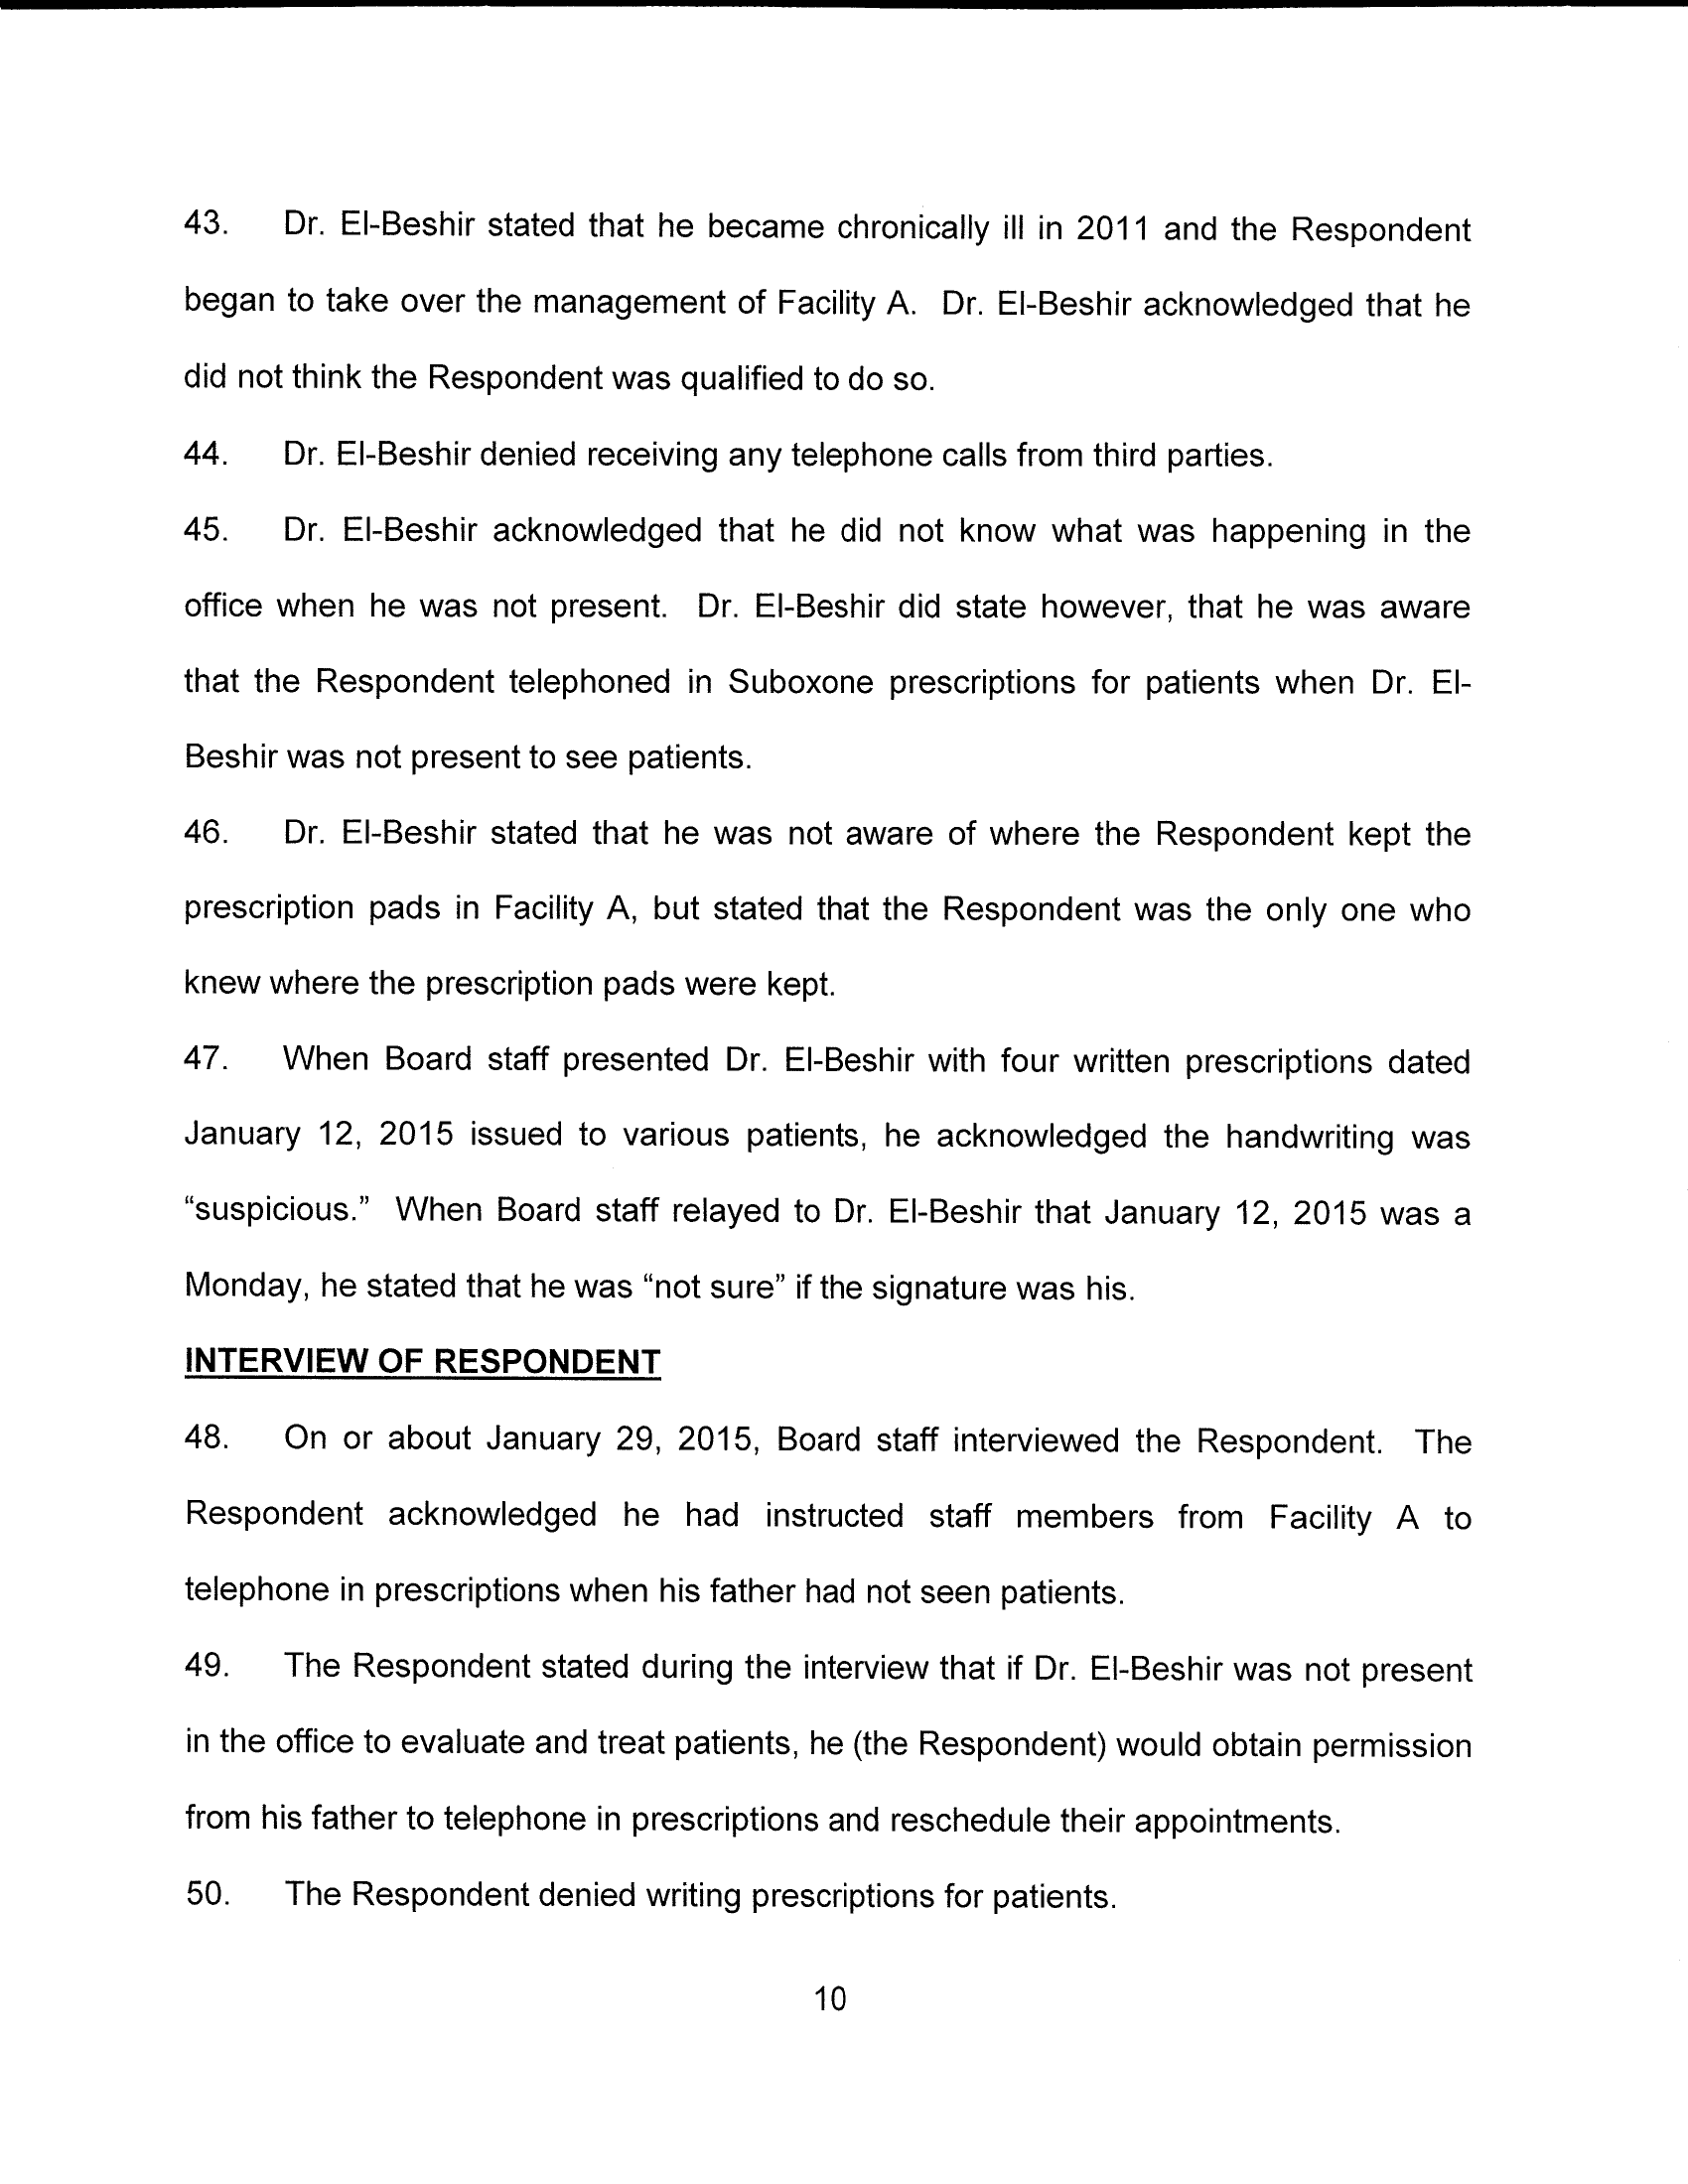 43. Dr. El-Beshir stated that he became chronically ill in 2011 and the Respondent
began to take over the management of Facility A. Dr. El-Beshir acknowledged that he
did not think the Respondent was qualified to do so.
44. Dr. El-Beshir denied receiving any telephone calls from third parties.
45. Dr. El-Beshir acknowledged that he did not know what was happening in the
office when he was not present. Dr. El-Beshir did state however, that he was aware
that the Respondent telephoned in Suboxone prescriptions for patients when Dr. El-
Beshir was not present to see patients.
46. Dr. El-Beshir stated that he was not aware of where the Respondent kept the
prescription pads in Facility A, but stated that the Respondent was the only one who
knew where the prescription pads were kept.
47. When Board staff presented Dr. El-Beshir with four written prescriptions dated
January 12, 2015 issued to various patients, he acknowledged the handwriting was
“suspicious.” When Board staff relayed to Dr. El-Beshir that January 12, 2015 was a
Monday, he stated that he was “not sure” if the signature was his.
INTERVIEW OF RESPONDENT
48. On or about January 29, 2015, Board staff interviewed the Respondent. The
Respondent acknowledged he had instructed staff members from Facility A to
telephone in prescriptions when his father had not seen patients.
49. The Respondent stated during the interview that if Dr. El-Beshir was not present
in the office to evaluate and treat patients, he (the Respondent) would obtain permission
from his father to telephone in prescriptions and reschedule their appointments.
50. The Respondent denied writing prescriptions for patients.
10